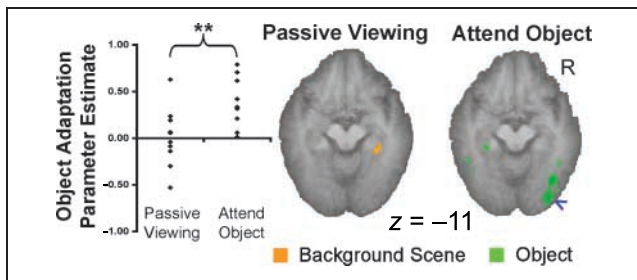 **
Passive Viewing
Attend Object
R
Object Adaptation
Parameter Estimate
1.00
0.50
0.00
-0.50
-1.00
Passive
Viewing
Attend
Object
z = –11
Background Scene
Object